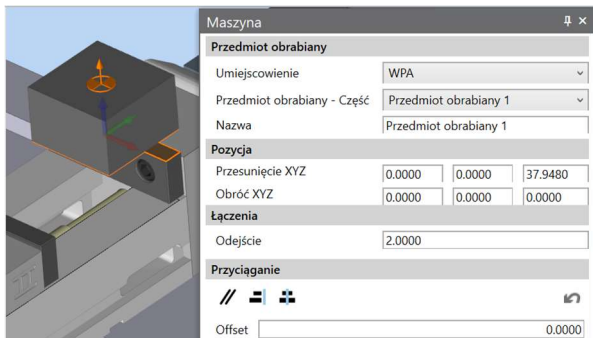 Maszyna
Przedmiot obrabiany
Umiejscowienie WPA
Przedmiot obrabiany - Część Przedmiot obrabiany 1
Nazwa Przedmiot obrabiany 1
Pozycja
Przesunięcie XYZ 0.0000 0.0000 37.9480
Obróć XYZ 0.0000 0.0000 0.0000
Łączenia
Odejście 2.0000
Przyciąganie
Offset 0.0000